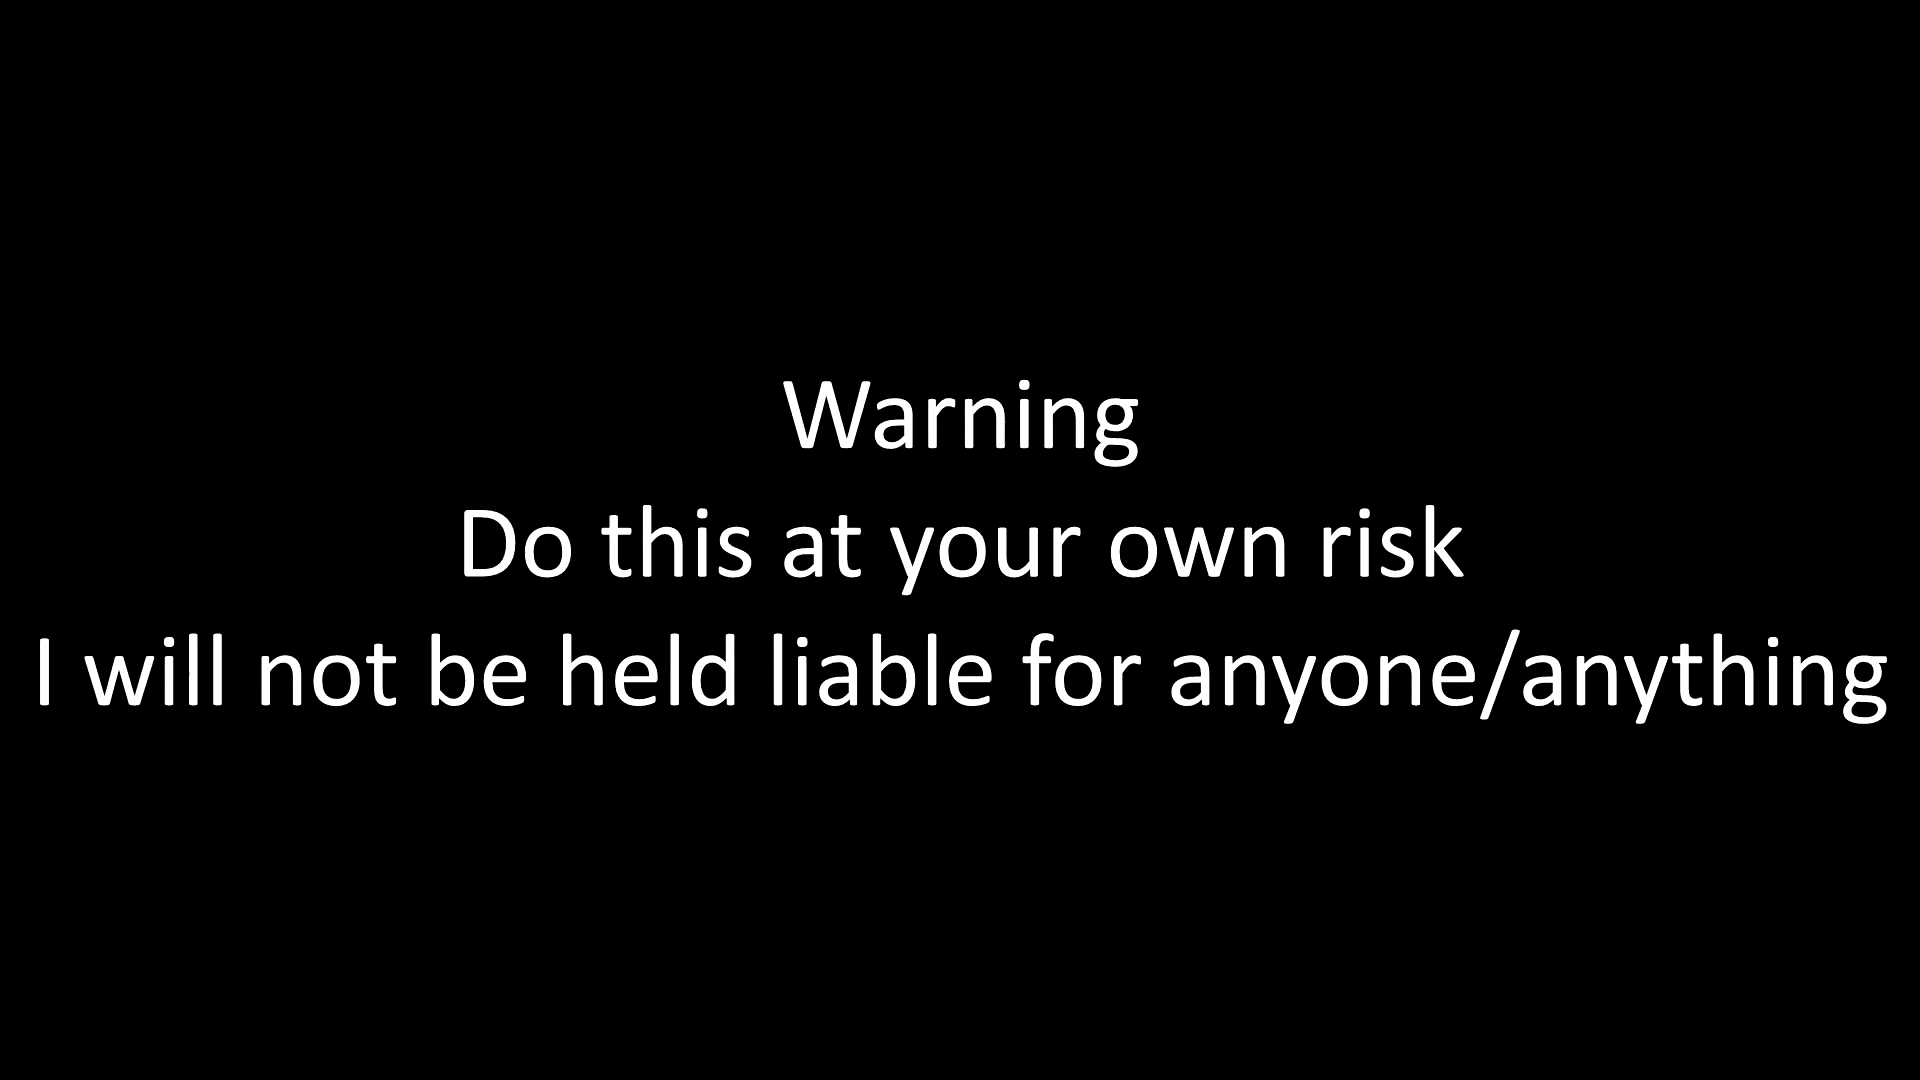 Warning
Do this at your own risk
I will not be held liable for anyone/anything